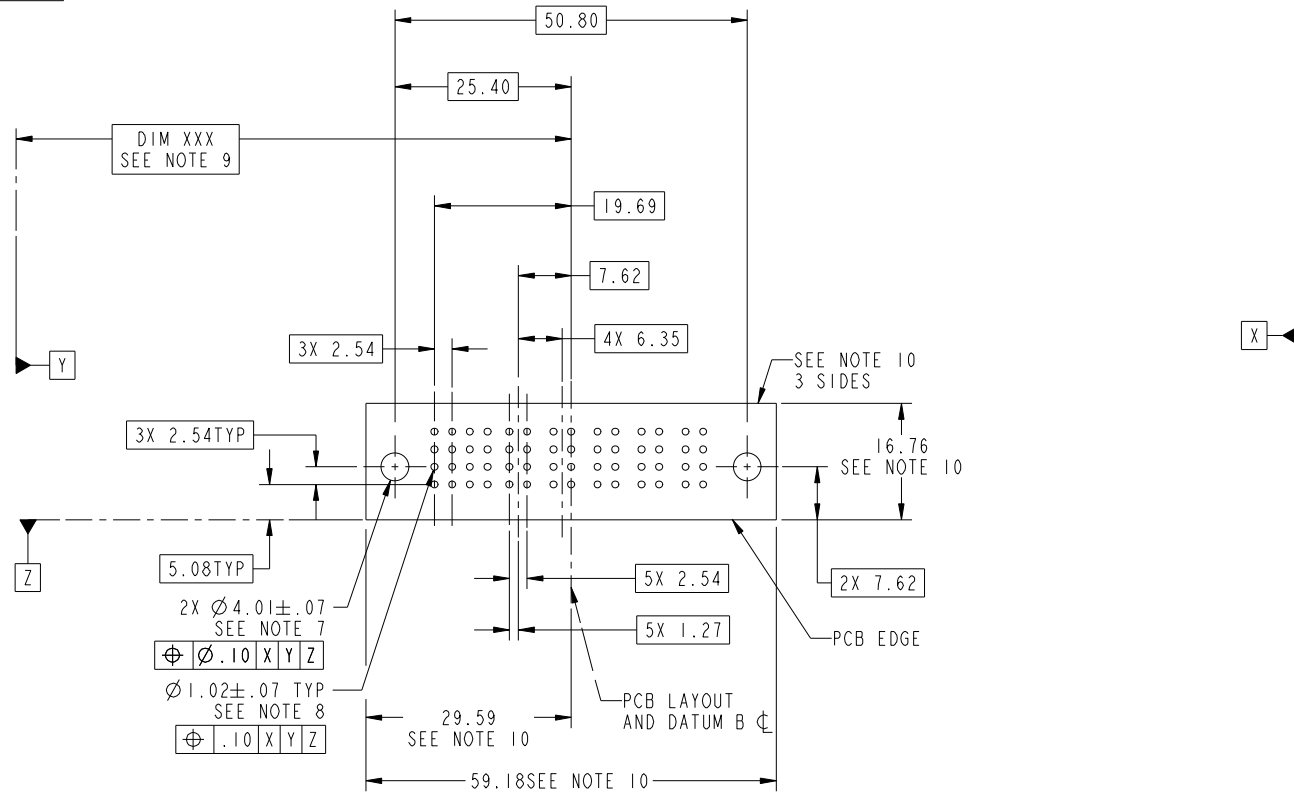 50.80
25.40
DIM XXX
SEE NOTE 9
19.69
7.62
4X 6.35
3X 2.54
X
Y
SEE NOTE 10
3 SIDES
3X 2.54TYP
16.76
SEE NOTE 10
Z
5.08TYP
5X 2.54
2X 7.62
2X Ø4.01±.07
SEE NOTE 7
⌖ Ø.10 X Y Z
5X 1.27
PCB EDGE
Ø1.02±.07 TYP
SEE NOTE 8
⌖ .10 X Y Z
PCB LAYOUT
AND DATUM B ℄
29.59
SEE NOTE 10
59.18SEE NOTE 10